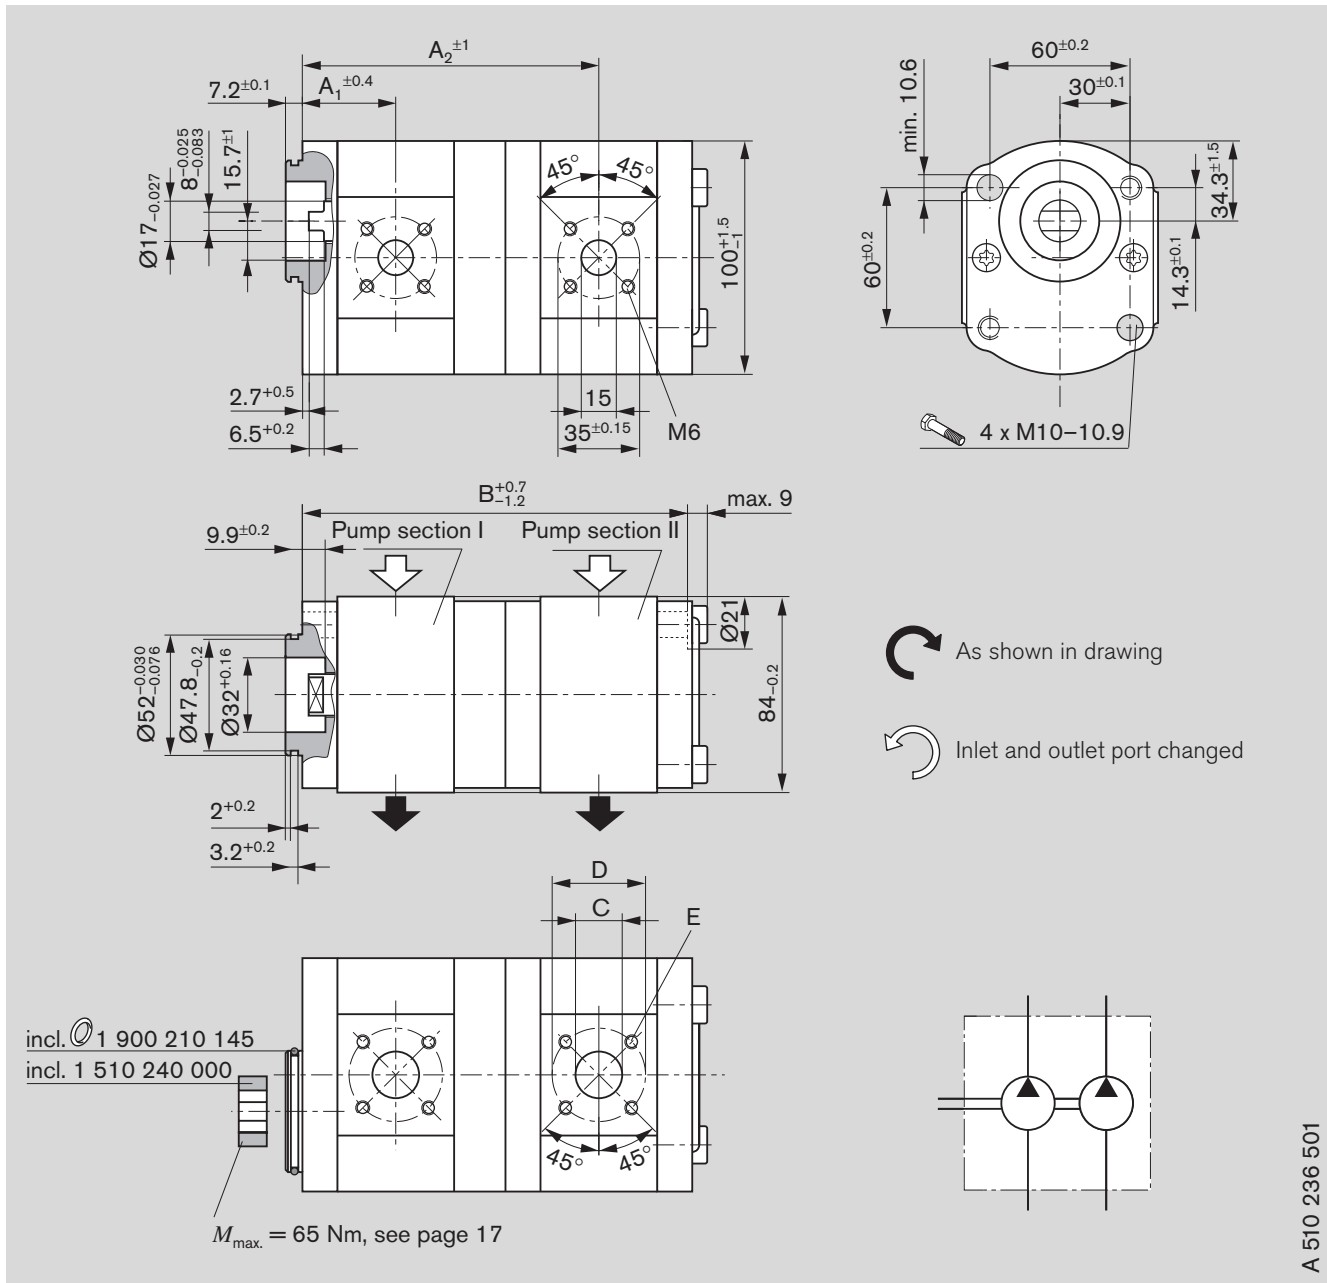 A₂±1
7.2±0.1
A₁±0.4
Ø17−0.027
8−0.025 −0.083
15.7±1
45°
45°
100+1.5 −1
2.7+0.5
6.5+0.2
15
35±0.15
M6
60±0.2
30±0.1
min. 10.6
34.3±1.5
60±0.2
14.3±0.1
4 x M10–10.9
B+0.7 −1.2
max. 9
9.9±0.2
Pump section I
Pump section II
Ø52−0.030 −0.076
Ø47.8−0.2
Ø32+0.16
Ø21
84−0.2
2+0.2
3.2+0.2
As shown in drawing
Inlet and outlet port changed
D
C
E
incl. 1 900 210 145
incl. 1 510 240 000
45°
45°
Mmax. = 65 Nm, see page 17
A 510 236 501